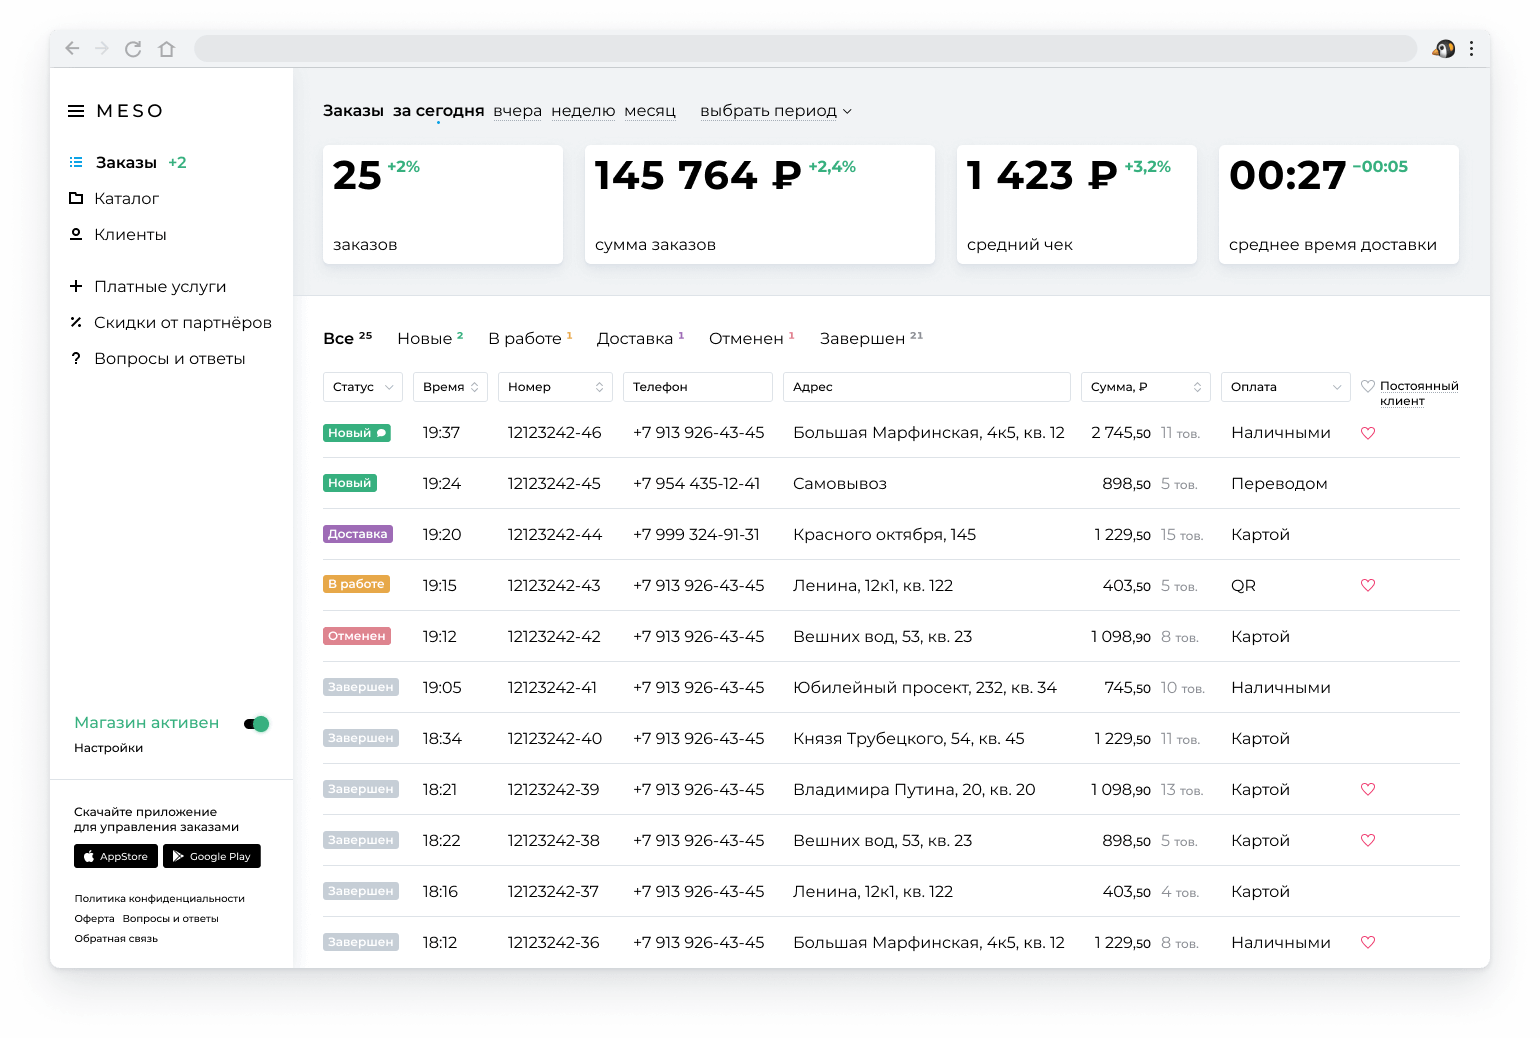 MESO
Заказы +2
Каталог
Клиенты
Платные услуги
Скидки от партнёров
Вопросы и ответы
Магазин активен
Настройки
Скачайте приложение
для управления заказами
AppStore Google Play
Политика конфиденциальности
Оферта Вопросы и ответы
Обратная связь
Заказы за сегодня вчера неделю месяц выбрать период
25 +2%
заказов
145 764 ₽ +2,4%
сумма заказов
1 423 ₽ +3,2%
средний чек
00:27 −00:05
среднее время доставки
Все 25 Новые 2 В работе 1 Доставка 1 Отменен 1 Завершен 21
Статус Время Номер Телефон Адрес Сумма, ₽ Оплата Постоянный
клиент
Новый 19:37 12123242-46 +7 913 926-43-45 Большая Марфинская, 4к5, кв. 12 2 745,50 11 тов. Наличными
Новый 19:24 12123242-45 +7 954 435-12-41 Самовывоз 898,50 5 тов. Переводом
Доставка 19:20 12123242-44 +7 999 324-91-31 Красного октября, 145 1 229,50 15 тов. Картой
В работе 19:15 12123242-43 +7 913 926-43-45 Ленина, 12к1, кв. 122 403,50 5 тов. QR
Отменен 19:12 12123242-42 +7 913 926-43-45 Вешних вод, 53, кв. 23 1 098,90 8 тов. Картой
Завершен 19:05 12123242-41 +7 913 926-43-45 Юбилейный просект, 232, кв. 34 745,50 10 тов. Наличными
Завершен 18:34 12123242-40 +7 913 926-43-45 Князя Трубецкого, 54, кв. 45 1 229,50 11 тов. Картой
Завершен 18:21 12123242-39 +7 913 926-43-45 Владимира Путина, 20, кв. 20 1 098,90 13 тов. Картой
Завершен 18:22 12123242-38 +7 913 926-43-45 Вешних вод, 53, кв. 23 898,50 5 тов. Картой
Завершен 18:16 12123242-37 +7 913 926-43-45 Ленина, 12к1, кв. 122 403,50 4 тов. Картой
Завершен 18:12 12123242-36 +7 913 926-43-45 Большая Марфинская, 4к5, кв. 12 1 229,50 8 тов. Наличными